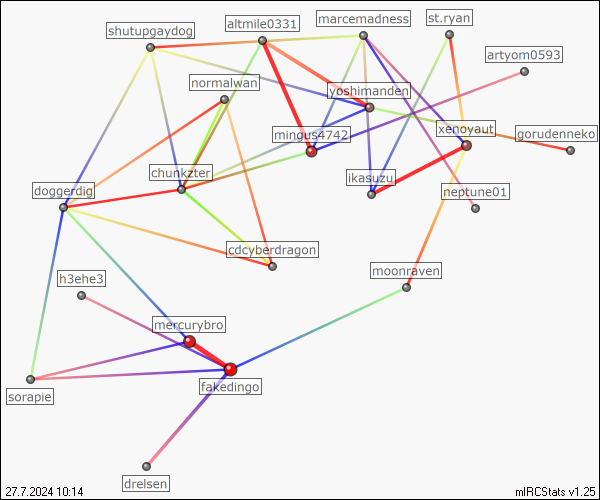 marcemadness
st.ryan
altmile0331
shutupgaydog
artyom0593
normalwan
yoshimanden
xenoyaut
mingus4742
gorudenneko
chunkzter
ikasuzu
doggerdig
neptune01
cdcyberdragon
moonraven
h3ehe3
mercurybro
fakedingo
sorapie
drelsen
27.7.2024 10:14
mIRCStats v1.25